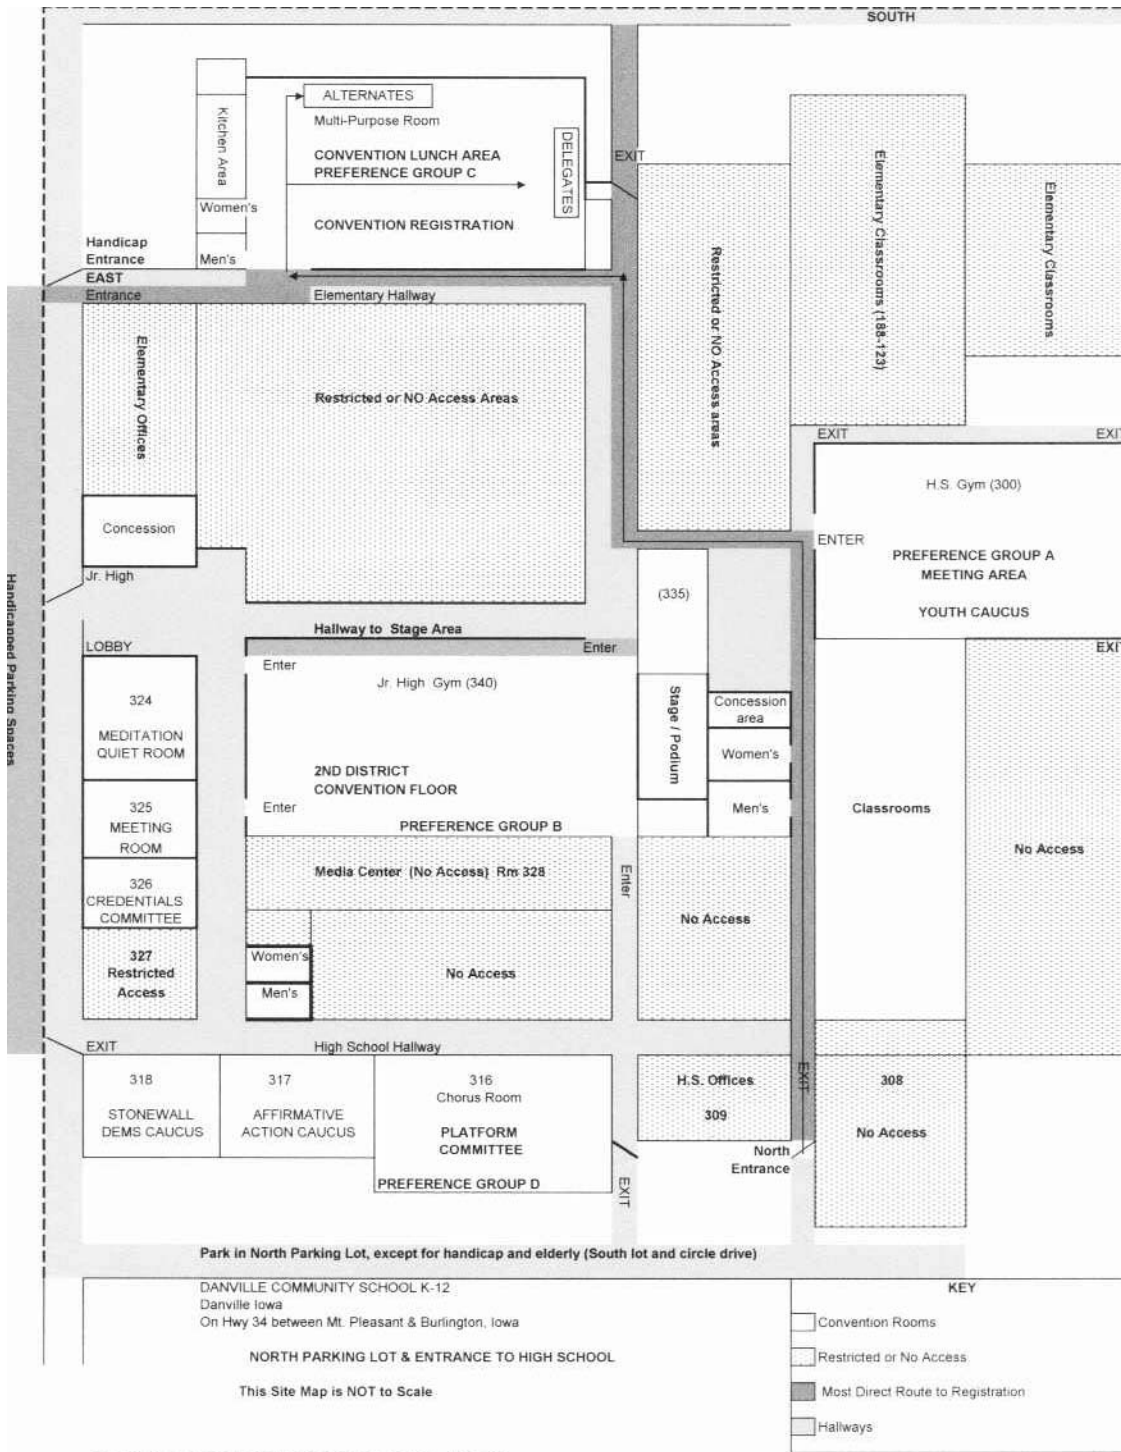 SOUTH
ALTERNATES
Multi-Purpose Room
CONVENTION LUNCH AREA
PREFERENCE GROUP C
CONVENTION REGISTRATION
Kitchen Area
Women's
Men's
DELEGATES
EXIT
Handicap
Entrance
EAST
Entrance
Elementary Hallway
Elementary Offices
Restricted or NO Access Areas
Restricted or NO Access areas
Elementary Classrooms (188-123)
Elementary Classrooms
EXIT
EXIT
H.S. Gym (300)
ENTER
PREFERENCE GROUP A
MEETING AREA
YOUTH CAUCUS
EXIT
Concession
Jr. High
Handicapped Parking Spaces
LOBBY
Hallway to Stage Area
Enter
Enter
Jr. High Gym (340)
2ND DISTRICT
CONVENTION FLOOR
Enter
PREFERENCE GROUP B
(335)
Stage / Podium
Concession
area
Women's
Men's
324
MEDITATION
QUIET ROOM
325
MEETING
ROOM
326
CREDENTIALS
COMMITTEE
327
Restricted
Access
Media Center (No Access) Rm 328
Women's
Men's
No Access
Enter
No Access
Classrooms
No Access
EXIT
High School Hallway
318
STONEWALL
DEMS CAUCUS
317
AFFIRMATIVE
ACTION CAUCUS
316
Chorus Room
PLATFORM
COMMITTEE
PREFERENCE GROUP D
EXIT
H.S. Offices
309
EXIT
North
Entrance
308
No Access
Park in North Parking Lot, except for handicap and elderly (South lot and circle drive)
DANVILLE COMMUNITY SCHOOL K-12
Danville Iowa
On Hwy 34 between Mt. Pleasant & Burlington, Iowa
NORTH PARKING LOT & ENTRANCE TO HIGH SCHOOL
This Site Map is NOT to Scale
KEY
Convention Rooms
Restricted or No Access
Most Direct Route to Registration
Hallways